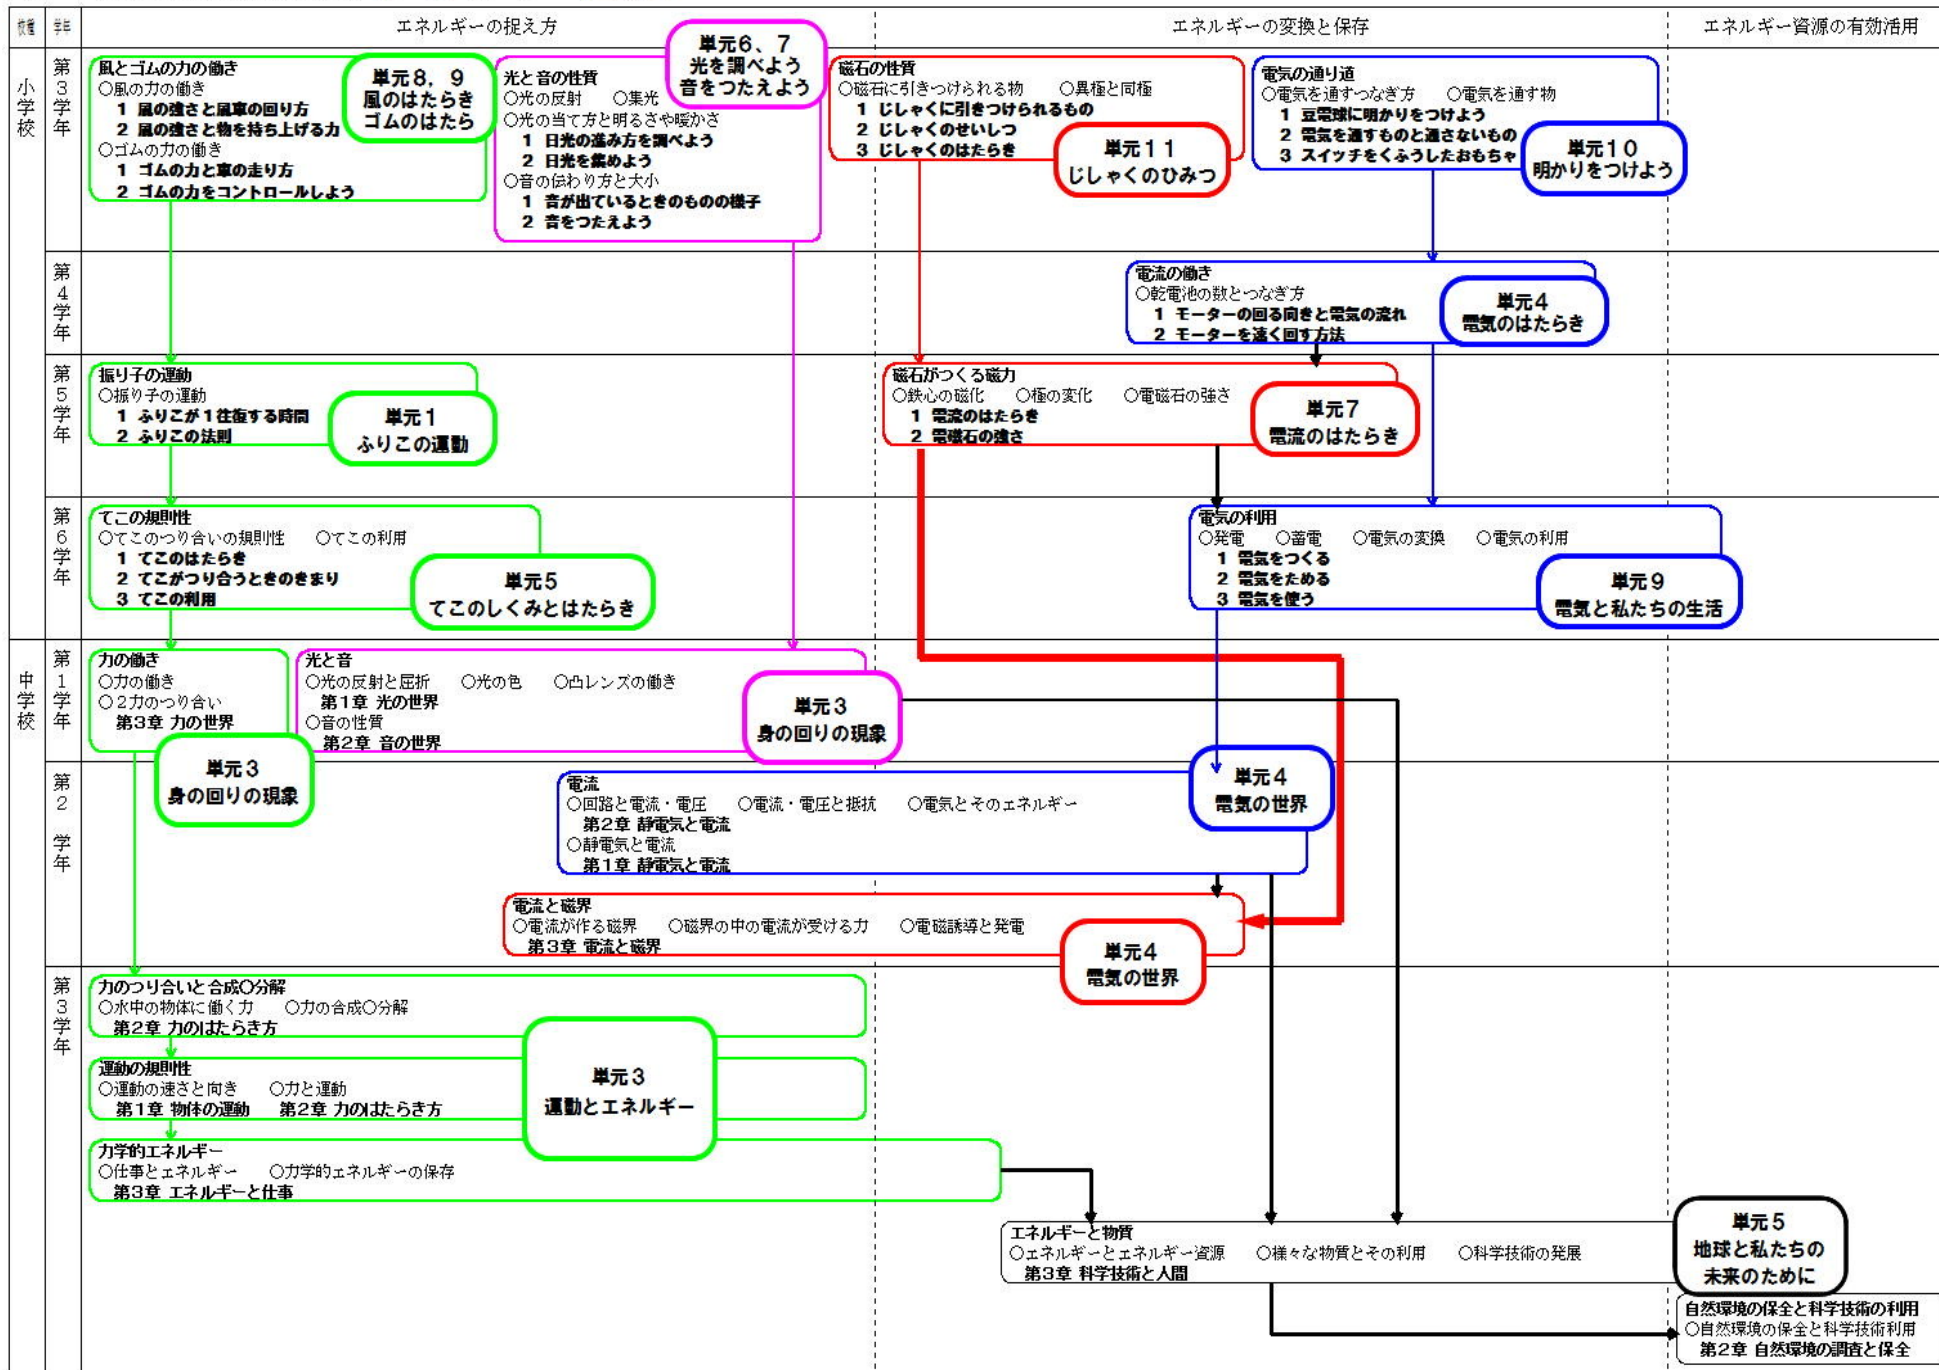 校種 学年 エネルギーの捉え方 エネルギーの変換と保存 エネルギー資源の有効活用
小学校
第3学年
風とゴムの力の働き
○風の力の働き
1 風の強さと風車の回り方
2 風の強さと物を持ち上げる力
○ゴムの力の働き
1 ゴムの力と車の走り方
2 ゴムの力をコントロールしよう
単元8，9
風のはたらき
ゴムのはたら
光と音の性質
○光の反射 ○集光
○光の当て方と明るさや暖かさ
1 日光の進み方を調べよう
2 日光を集めよう
○音の伝わり方と大小
1 音が出ているときのものの様子
2 音をつたえよう
単元6、7
光を調べよう
音をつたえよう
磁石の性質
○磁石に引きつけられる物 ○異極と同極
1 じしゃくに引きつけられるもの
2 じしゃくのせいしつ
3 じしゃくのはたらき
単元11
じしゃくのひみつ
電気の通り道
○電気を通すつなぎ方 ○電気を通す物
1 豆電球に明かりをつけよう
2 電気を通すものと通さないもの
3 スイッチをくふうしたおもちゃ
単元10
明かりをつけよう
第4学年
電流の働き
○乾電池の数とつなぎ方
1 モーターの回る向きと電気の流れ
2 モーターを速く回す方法
単元4
電気のはたらき
第5学年
振り子の運動
○振り子の運動
1 ふりこが1往復する時間
2 ふりこの法則
単元1
ふりこの運動
磁石がつくる磁力
○鉄心の磁化 ○極の変化 ○電磁石の強さ
1 電流のはたらき
2 電磁石の強さ
単元7
電流のはたらき
第6学年
てこの規則性
○てこのつり合いの規則性 ○てこの利用
1 てこのはたらき
2 てこがつり合うときのきまり
3 てこの利用
単元5
てこのしくみとはたらき
電気の利用
○発電 ○蓄電 ○電気の変換 ○電気の利用
1 電気をつくる
2 電気をためる
3 電気を使う
単元9
電気と私たちの生活
中学校
第1学年
力の働き
○力の働き
○2力のつり合い
第3章 力の世界
単元3
身の回りの現象
光と音
○光の反射と屈折 ○光の色 ○凸レンズの働き
第1章 光の世界
○音の性質
第2章 音の世界
単元3
身の回りの現象
第2学年
電流
○回路と電流・電圧 ○電流・電圧と抵抗 ○電気とそのエネルギー
第2章 静電気と電流
○静電気と電流
第1章 静電気と電流
単元4
電気の世界
電流と磁界
○電流が作る磁界 ○磁界の中の電流が受ける力 ○電磁誘導と発電
第3章 電流と磁界
単元4
電気の世界
第3学年
力のつり合いと合成○分解
○水中の物体に働く力 ○力の合成○分解
第2章 力のはたらき方
運動の規則性
○運動の速さと向き ○力と運動
第1章 物体の運動 第2章 力のはたらき方
単元3
運動とエネルギー
力学的エネルギー
○仕事とエネルギー ○力学的エネルギーの保存
第3章 エネルギーと仕事
エネルギーと物質
○エネルギーとエネルギー資源 ○様々な物質とその利用 ○科学技術の発展
第3章 科学技術と人間
単元5
地球と私たちの
未来のために
自然環境の保全と科学技術の利用
○自然環境の保全と科学技術利用
第2章 自然環境の調査と保全